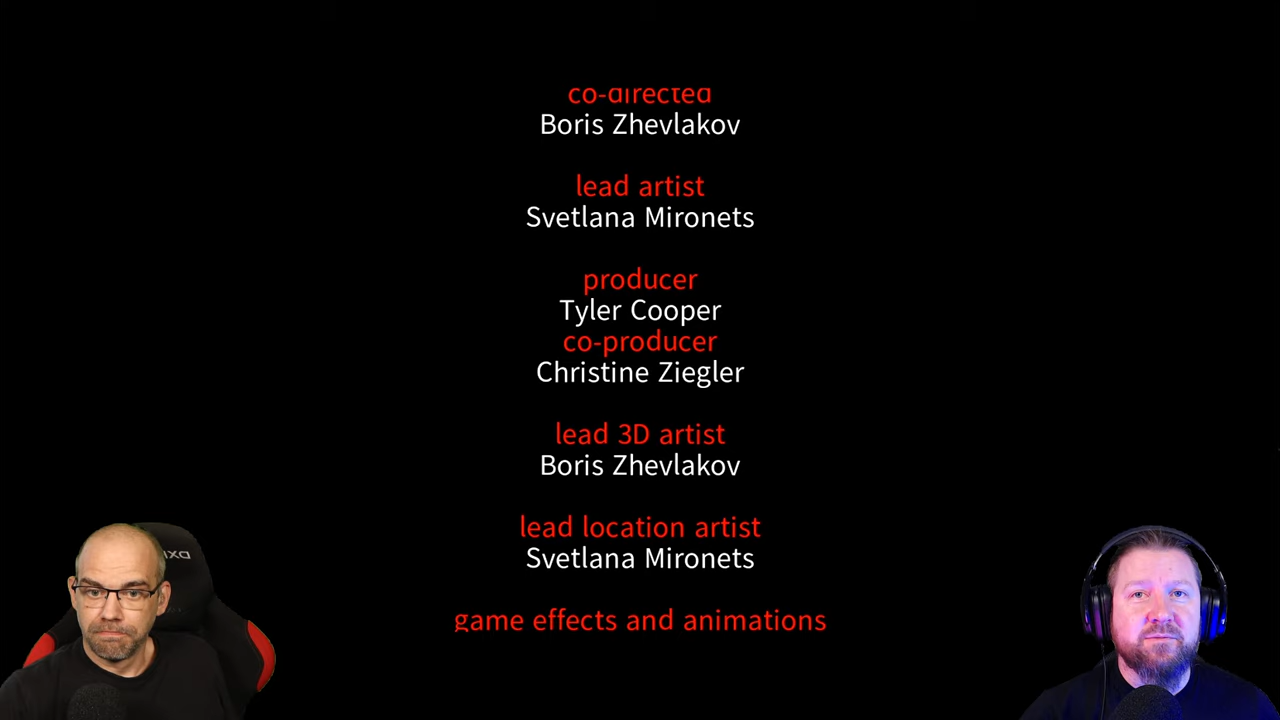 co-directed
Boris Zhevlakov
lead artist
Svetlana Mironets
producer
Tyler Cooper
co-producer
Christine Ziegler
lead 3D artist
Boris Zhevlakov
lead location artist
Svetlana Mironets
game effects and animations